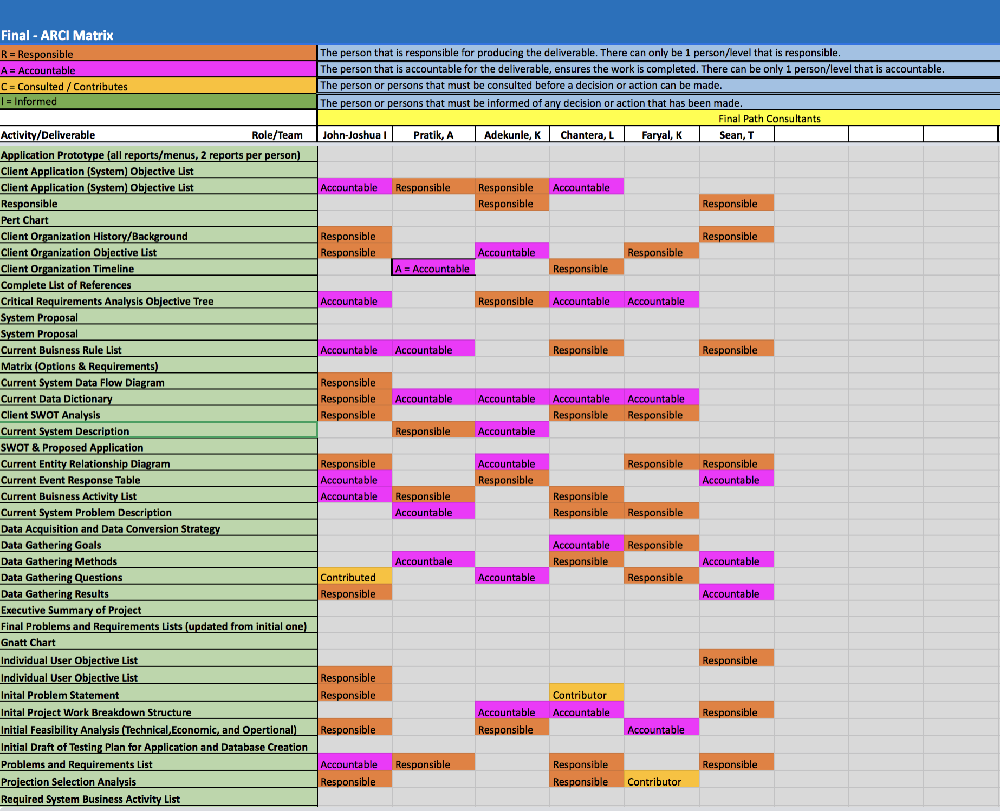 Final - ARCI Matrix
R = Responsible The person that is responsible for producing the deliverable. There can only be 1 person/level that is responsible.
A = Accountable The person that is accountable for the deliverable, ensures the work is completed. There can be only 1 person/level that is accountable.
C = Consulted / Contributes The person or persons that must be consulted before a decision or action can be made.
I = Informed The person or persons that must be informed of any decision or action that has been made.
Final Path Consultants
Activity/Deliverable Role/Team John-Joshua I Pratik, A Adekunle, K Chantera, L Faryal, K Sean, T
Application Prototype (all reports/menus, 2 reports per person)
Client Application (System) Objective List
Client Application (System) Objective List Accountable Responsible Responsible Accountable
Responsible Responsible Responsible
Pert Chart
Client Organization History/Background Responsible Responsible
Client Organization Objective List Responsible Accountable Responsible
Client Organization Timeline A = Accountable Responsible
Complete List of References
Critical Requirements Analysis Objective Tree Accountable Responsible Accountable Accountable
System Proposal
System Proposal
Current Buisness Rule List Accountable Accountable Responsible Responsible
Matrix (Options & Requirements)
Current System Data Flow Diagram Responsible
Current Data Dictionary Responsible Accountable Accountable Accountable Accountable
Client SWOT Analysis Responsible Responsible Responsible
Current System Description Responsible Accountable
SWOT & Proposed Application
Current Entity Relationship Diagram Responsible Accountable Responsible Responsible
Current Event Response Table Accountable Responsible Accountable
Current Buisness Activity List Accountable Responsible Responsible
Current System Problem Description Accountable Responsible Responsible
Data Acquisition and Data Conversion Strategy
Data Gathering Goals Accountable Responsible
Data Gathering Methods Accountbale Responsible Accountable
Data Gathering Questions Contributed Accountable Responsible
Data Gathering Results Responsible Accountable
Executive Summary of Project
Final Problems and Requirements Lists (updated from initial one)
Gnatt Chart
Individual User Objective List Responsible
Individual User Objective List Responsible
Inital Problem Statement Responsible Contributor
Inital Project Work Breakdown Structure Accountable Accountable Responsible
Initial Feasibility Analysis (Technical,Economic, and Opertional) Responsible Responsible Accountable
Initial Draft of Testing Plan for Application and Database Creation
Problems and Requirements List Accountable Responsible Responsible Responsible
Projection Selection Analysis Responsible Responsible Contributor
Required System Business Activity List